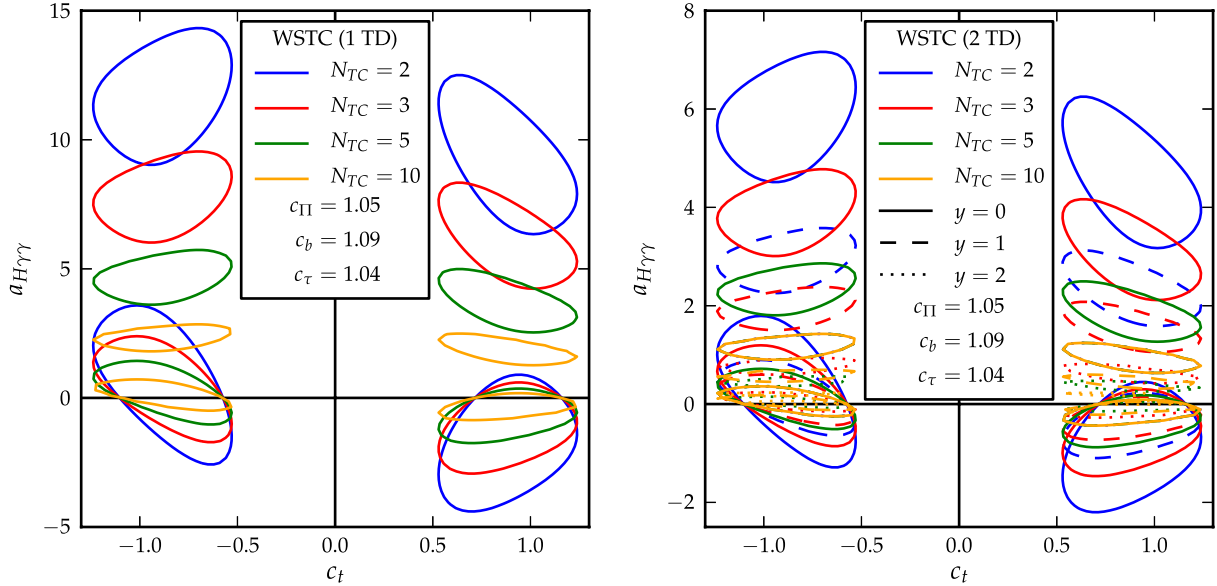 15
10
5
0
−5
−1.0
−0.5
0.0
0.5
1.0
c_t
a_{Hγγ}
WSTC (1 TD)
N_{TC} = 2
N_{TC} = 3
N_{TC} = 5
N_{TC} = 10
c_Π = 1.05
c_b = 1.09
c_τ = 1.04
8
6
4
2
0
−2
−1.0
−0.5
0.0
0.5
1.0
c_t
a_{Hγγ}
WSTC (2 TD)
N_{TC} = 2
N_{TC} = 3
N_{TC} = 5
N_{TC} = 10
y = 0
y = 1
y = 2
c_Π = 1.05
c_b = 1.09
c_τ = 1.04